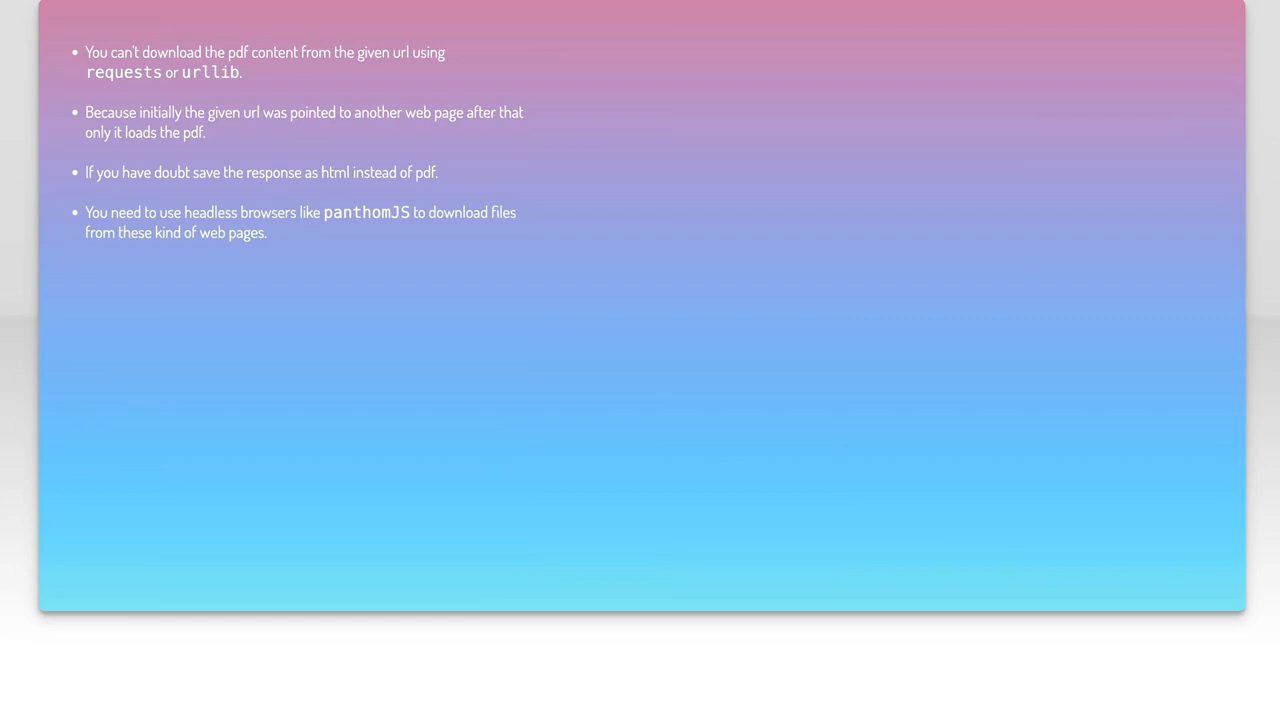 • You can't download the pdf content from the given url using
requests or urllib.
• Because initially the given url was pointed to another web page after that
only it loads the pdf.
• If you have doubt save the response as html instead of pdf.
• You need to use headless browsers like panthomJS to download files
from these kind of web pages.